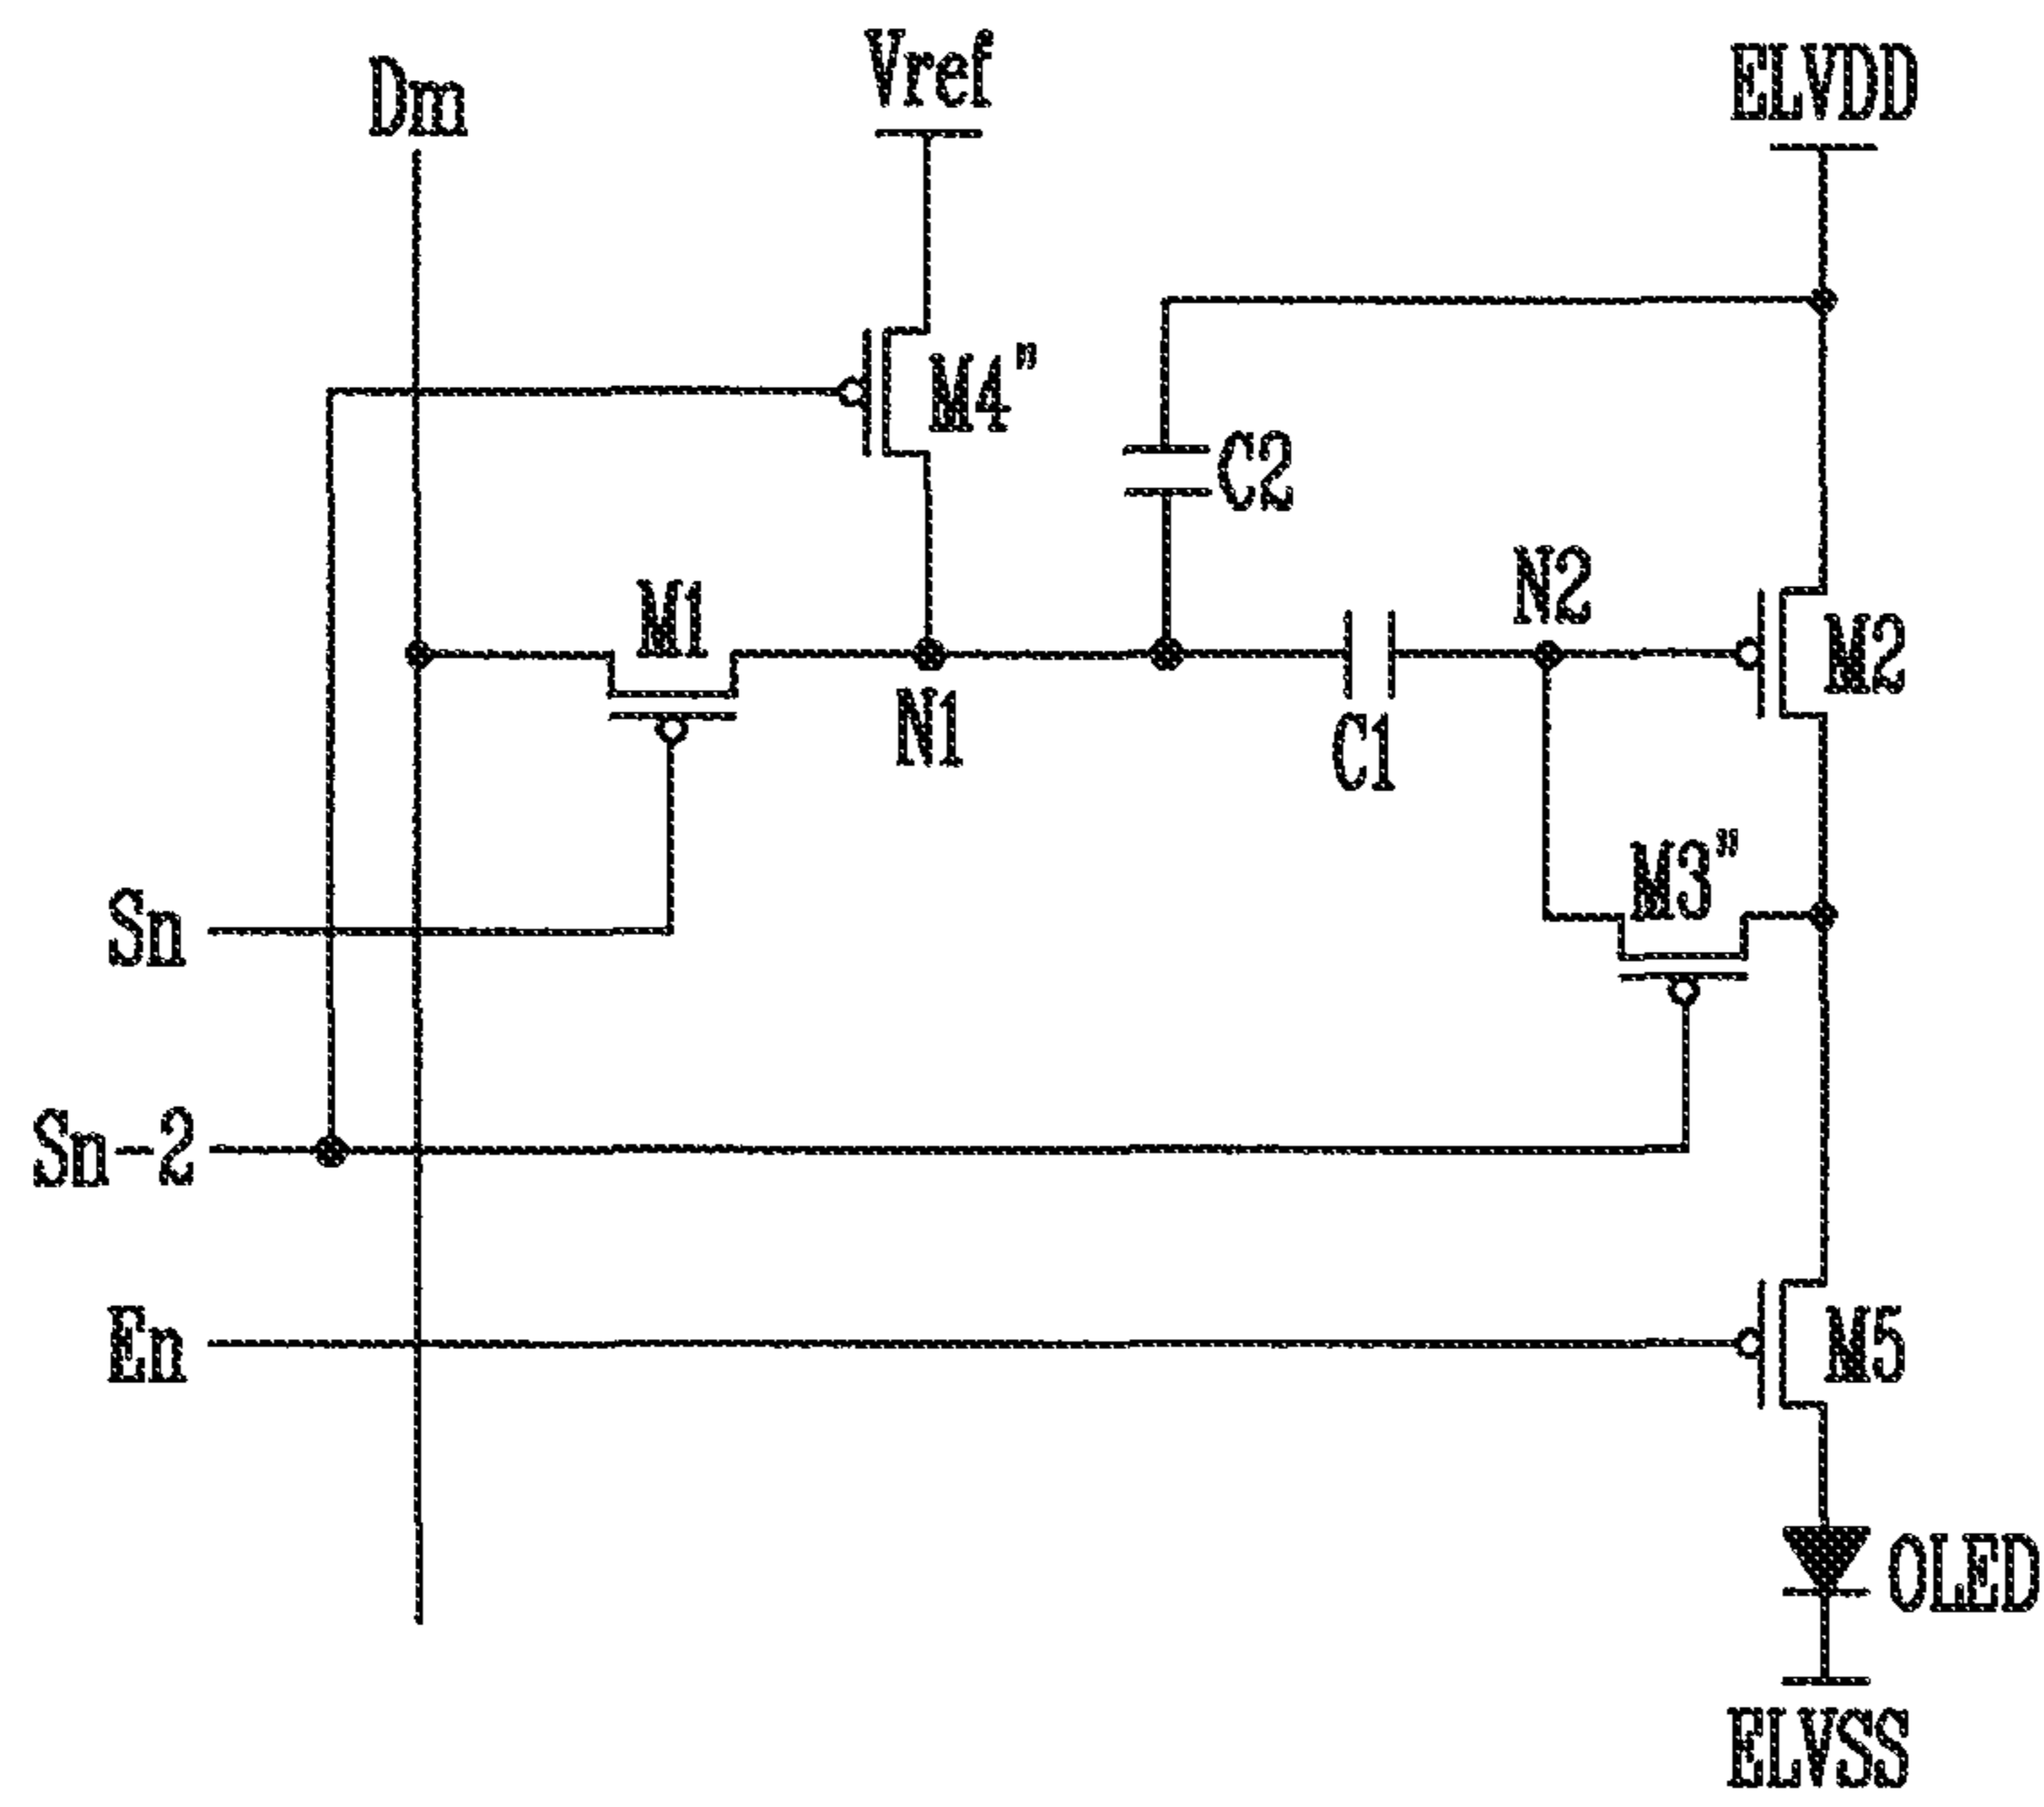 Vref
ELVDD
Dm
M4"
C2
N2
M1
M2
N1
C1
M3"
Sn
Sn-2
En
M5
OLED
ELVSS